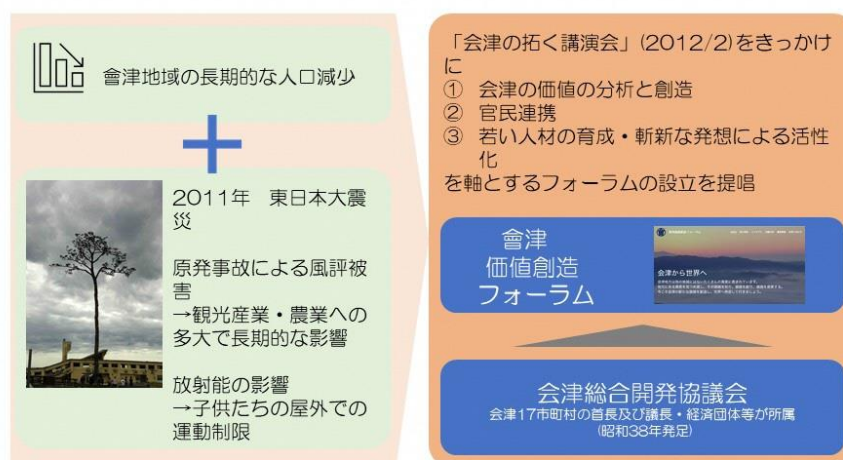 會津地域の長期的な人口減少
2011年　東日本大震
災
原発事故による風評被
害
→観光産業・農業への
多大で長期的な影響
放射能の影響
→子供たちの屋外での
運動制限
「会津の拓く講演会」(2012/2)をきっかけ
に
① 会津の価値の分析と創造
② 官民連携
③ 若い人材の育成・斬新な発想による活性
化
を軸とするフォーラムの設立を提唱
會津
価値創造
フォーラム
会津から世界へ
会津総合開発協議会
会津17市町村の首長及び議長・経済団体等が所属
(昭和38年発足)